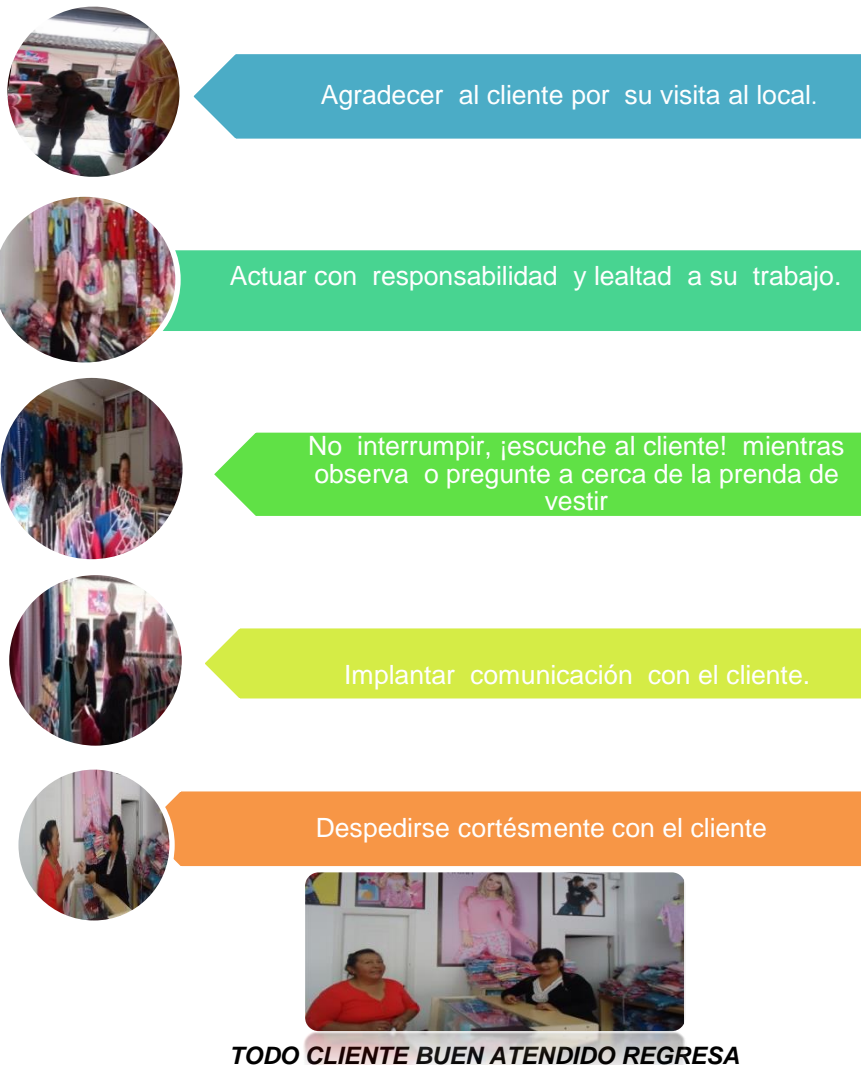 Agradecer al cliente por su visita al local.
Actuar con responsabilidad y lealtad a su trabajo.
No interrumpir, ¡escuche al cliente! mientras
observa o pregunte a cerca de la prenda de
vestir
Implantar comunicación con el cliente.
Despedirse cortésmente con el cliente
TODO CLIENTE BUEN ATENDIDO REGRESA